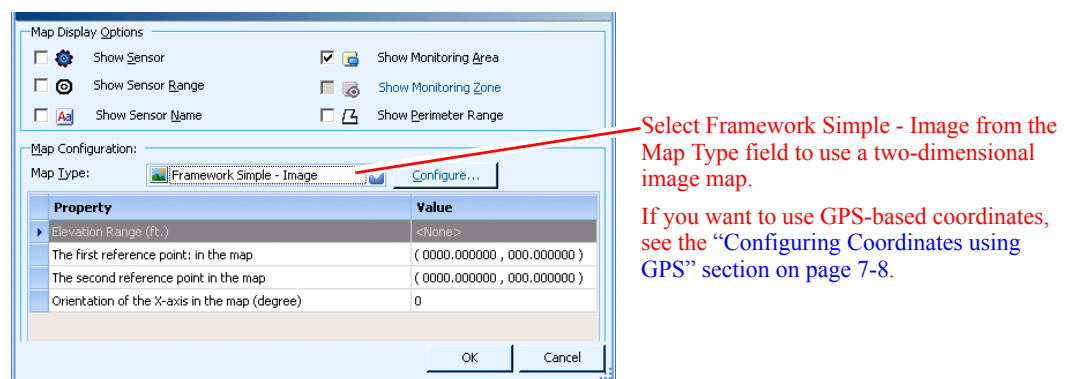 Map Display Options
Show Sensor
Show Monitoring Area
Show Sensor Range
Show Monitoring Zone
Aa Show Sensor Name
Show Perimeter Range
Map Configuration:
Map Type: Framework Simple - Image Configure...
Property Value
Elevation Range (ft.) <None>
The first reference point: in the map ( 0000.000000 , 000.000000 )
The second reference point in the map ( 0000.000000 , 000.000000 )
Orientation of the X-axis in the map (degree) 0
OK Cancel
Select Framework Simple - Image from the
Map Type field to use a two-dimensional
image map.
If you want to use GPS-based coordinates,
see the “Configuring Coordinates using
GPS” section on page 7-8.